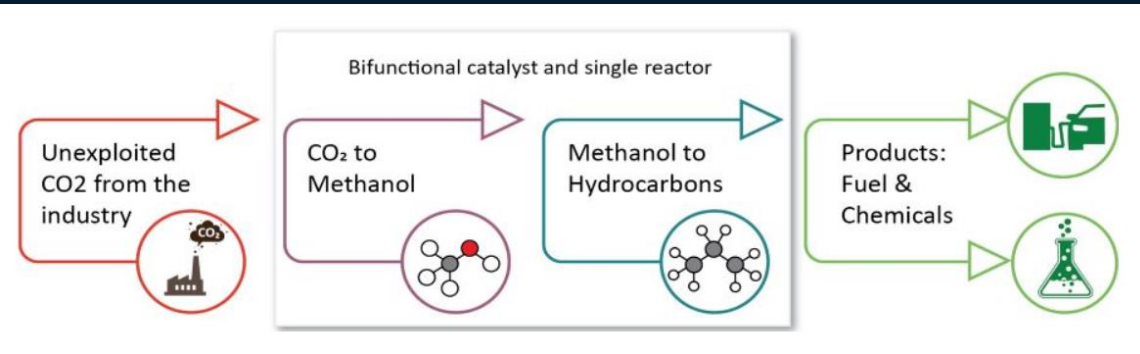 Bifunctional catalyst and single reactor
Unexploited
CO2 from the
industry
CO₂
CO₂ to
Methanol
Methanol to
Hydrocarbons
Products:
Fuel &
Chemicals